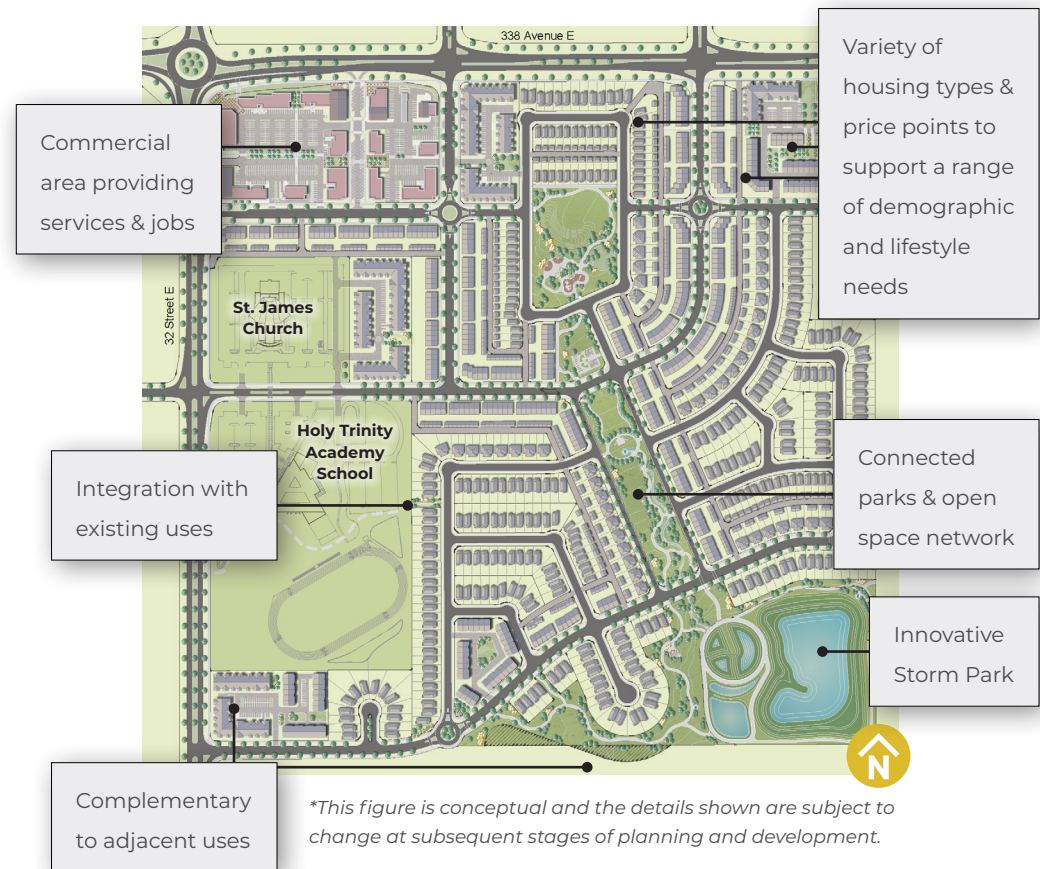 338 Avenue E
Variety of
housing types &
price points to
support a range
of demographic
and lifestyle
needs
Commercial
area providing
services & jobs
32 Street E
St. James
Church
Holy Trinity
Academy
School
Integration with
existing uses
Connected
parks & open
space network
Innovative
Storm Park
N
Complementary
to adjacent uses
*This figure is conceptual and the details shown are subject to
change at subsequent stages of planning and development.